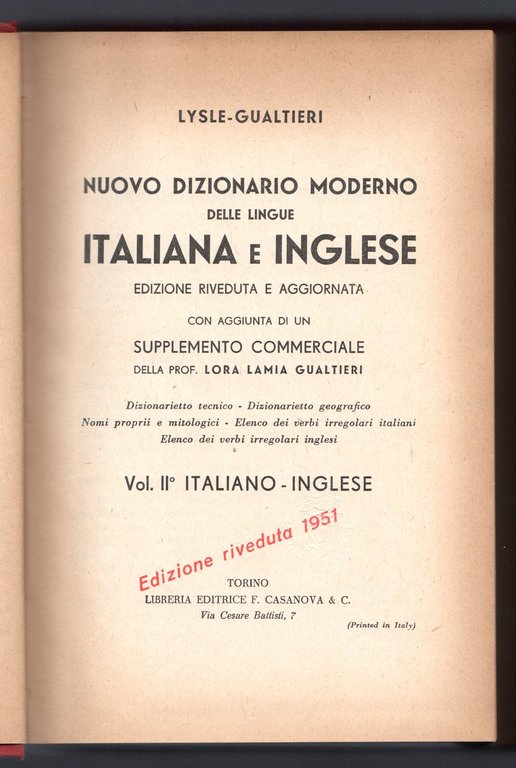 LYSLE-GUALTIERI
NUOVO DIZIONARIO MODERNO
DELLE LINGUE
ITALIANA E INGLESE
EDIZIONE RIVEDUTA E AGGIORNATA
CON AGGIUNTA DI UN
SUPPLEMENTO COMMERCIALE
DELLA PROF. LORA LAMIA GUALTIERI
Dizionarietto tecnico - Dizionarietto geografico
Nomi proprii e mitologici - Elenco dei verbi irregolari italiani
Elenco dei verbi irregolari inglesi
Vol. II° ITALIANO - INGLESE
Edizione riveduta 1951
TORINO
LIBRERIA EDITRICE F. CASANOVA & C.
Via Cesare Battisti, 7
(Printed in Italy)